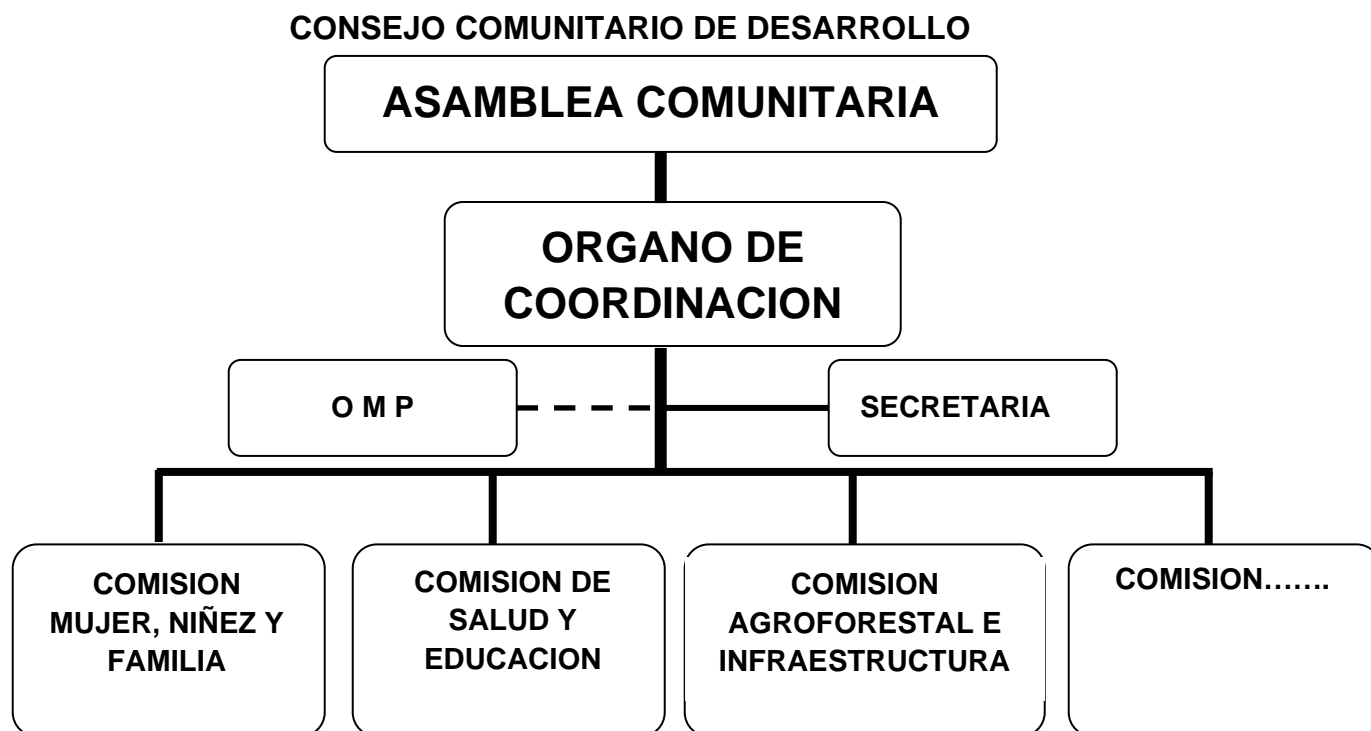 CONSEJO COMUNITARIO DE DESARROLLO
ASAMBLEA COMUNITARIA
ORGANO DE
COORDINACION
O M P
SECRETARIA
COMISION
MUJER, NIÑEZ Y
FAMILIA
COMISION DE
SALUD Y
EDUCACION
COMISION
AGROFORESTAL E
INFRAESTRUCTURA
COMISION…….